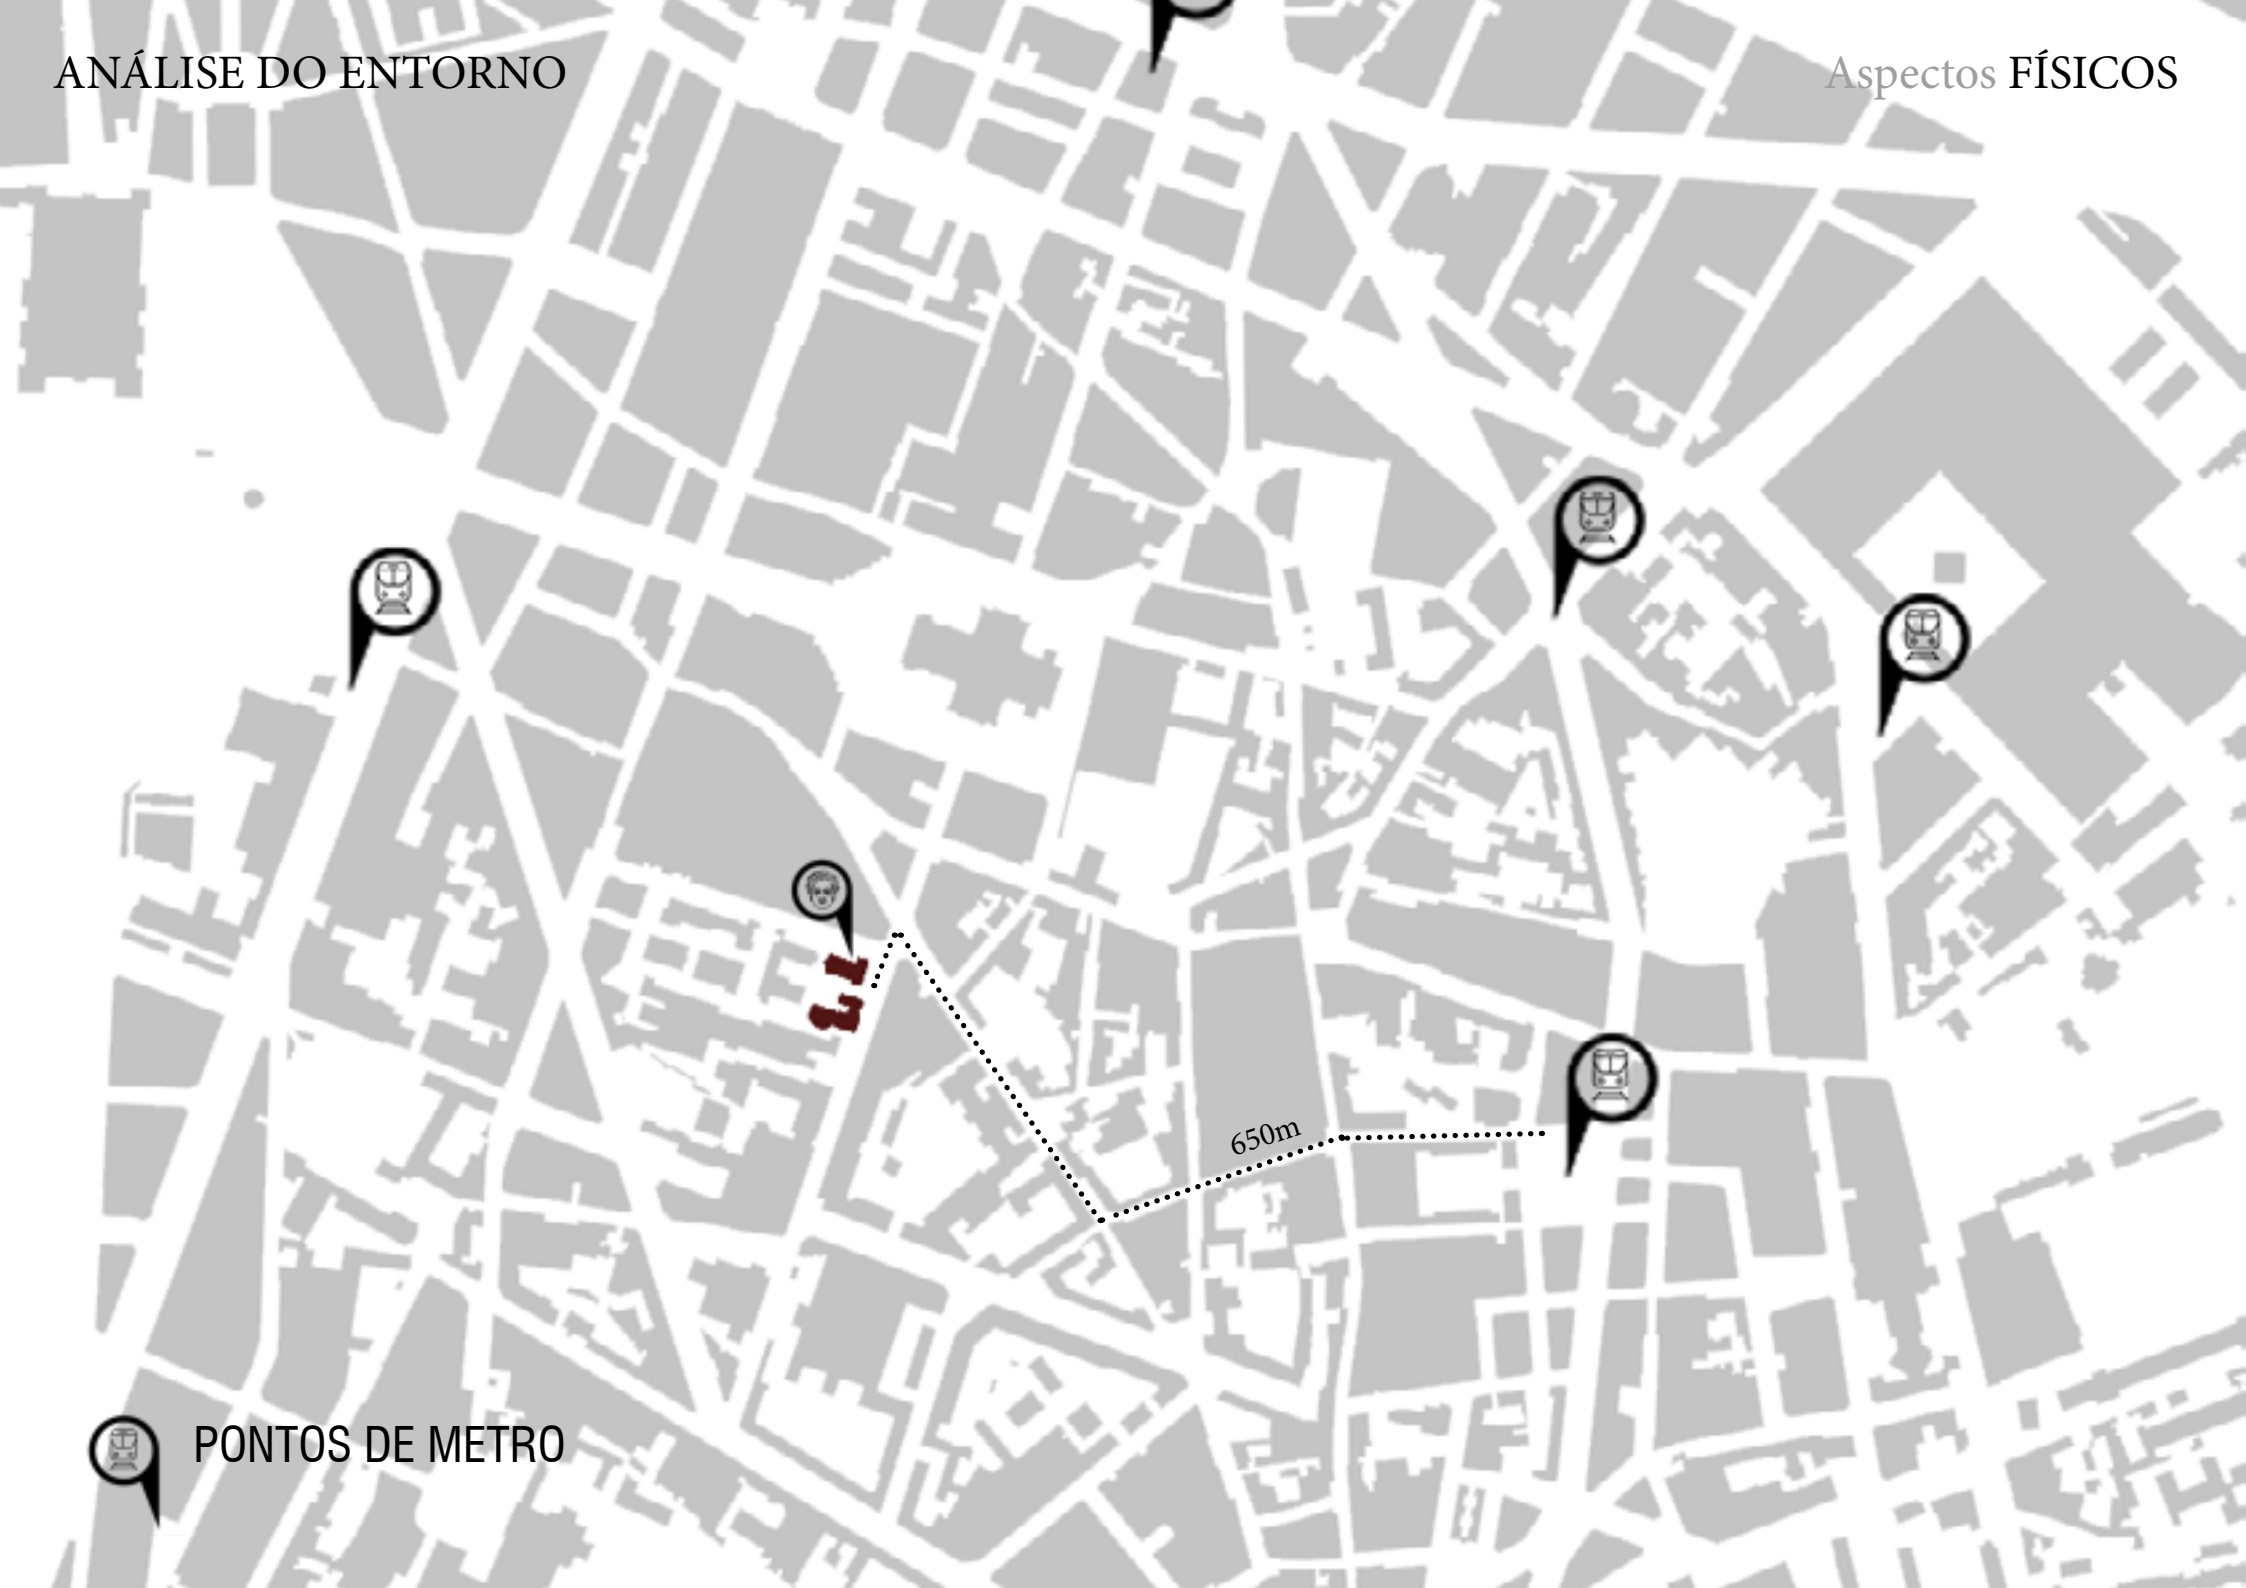 ANÁLISE DO ENTORNO
Aspectos FÍSICOS
650m
PONTOS DE METRO